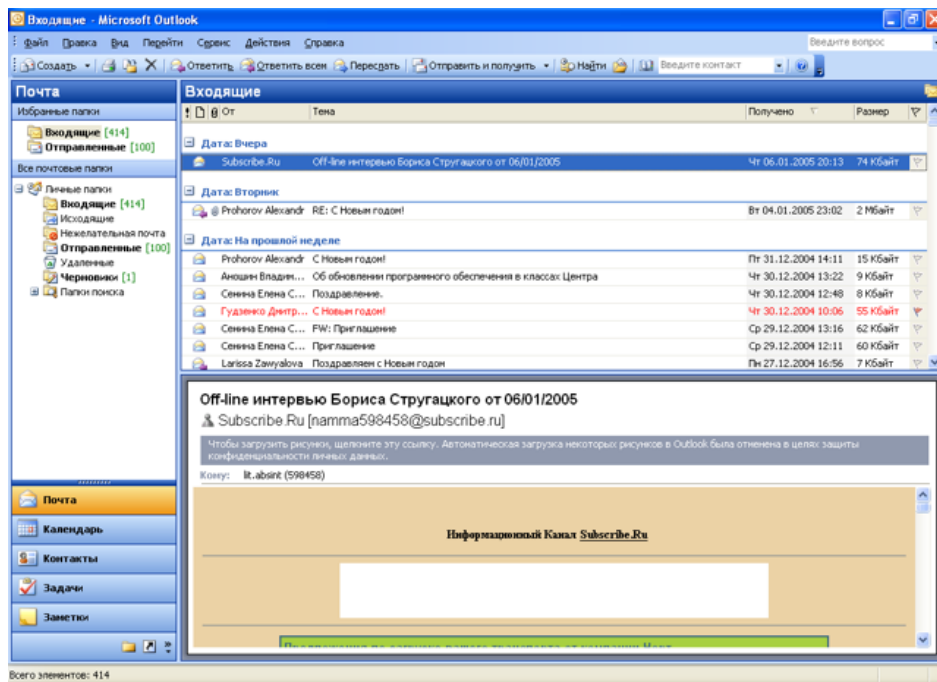 Входящие - Microsoft Outlook
Файл Правка Вид Перейти Сервис Действия Справка Введите вопрос
Создать Ответить Ответить всем Переслать Отправить и получить Найти Введите контакт
Почта
Избранные папки
Входящие [414]
Отправленные [100]
Все почтовые папки
Личные папки
Входящие [414]
Исходящие
Нежелательная почта
Отправленные [100]
Удаленные
Черновики [1]
Папки поиска
Почта
Календарь
Контакты
Задачи
Заметки
Входящие
От Тема Получено Размер
Дата: Вчера
Subscribe.Ru Off-line интервью Бориса Стругацкого от 06/01/2005 Чт 06.01.2005 20:13 74 Кбайт
Дата: Вторник
Prohorov Alexandr RE: С Новым годом! Вт 04.01.2005 23:02 2 Мбайт
Дата: На прошлой неделе
Prohorov Alexandr С Новым годом! Пт 31.12.2004 14:11 15 Кбайт
Аношин Владим... Об обновлении программного обеспечения в классах Центра Чт 30.12.2004 13:22 9 Кбайт
Сенина Елена С... Поздравление. Чт 30.12.2004 12:48 8 Кбайт
Гудзенко Дмитр... С Новым годом! Чт 30.12.2004 10:06 55 Кбайт
Сенина Елена С... FW: Приглашение Ср 29.12.2004 13:16 62 Кбайт
Сенина Елена С... Приглашение Ср 29.12.2004 12:11 60 Кбайт
Larissa Zawyalova Поздравляем с Новым годом Пн 27.12.2004 16:56 7 Кбайт
Off-line интервью Бориса Стругацкого от 06/01/2005
Subscribe.Ru [namma598458@subscribe.ru]
Чтобы загрузить рисунки, щелкните эту ссылку. Автоматическая загрузка некоторых рисунков в Outlook была отменена в целях защиты
конфиденциальности личных данных.
Кому: lit.absint (598458)
Информационный Канал Subscribe.Ru
Всего элементов: 414